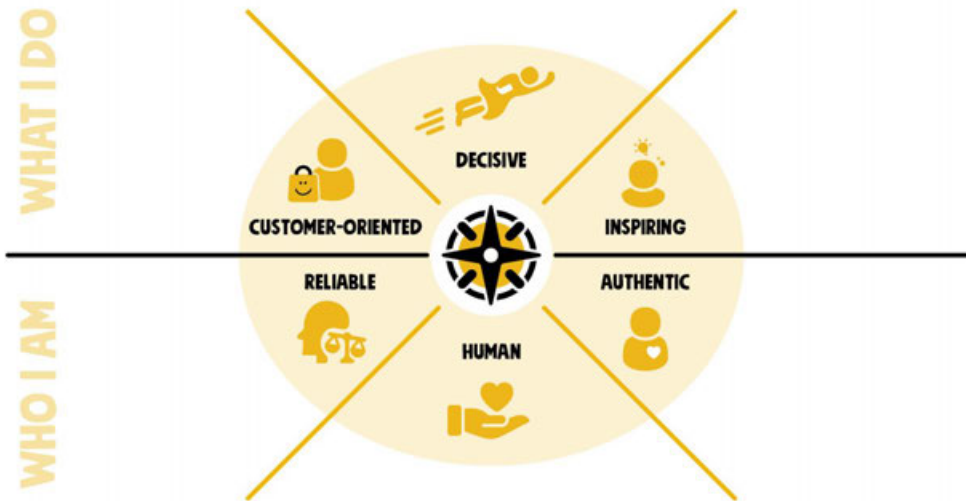 WHAT I DO
DECISIVE
CUSTOMER-ORIENTED
INSPIRING
RELIABLE
AUTHENTIC
HUMAN
WHO I AM